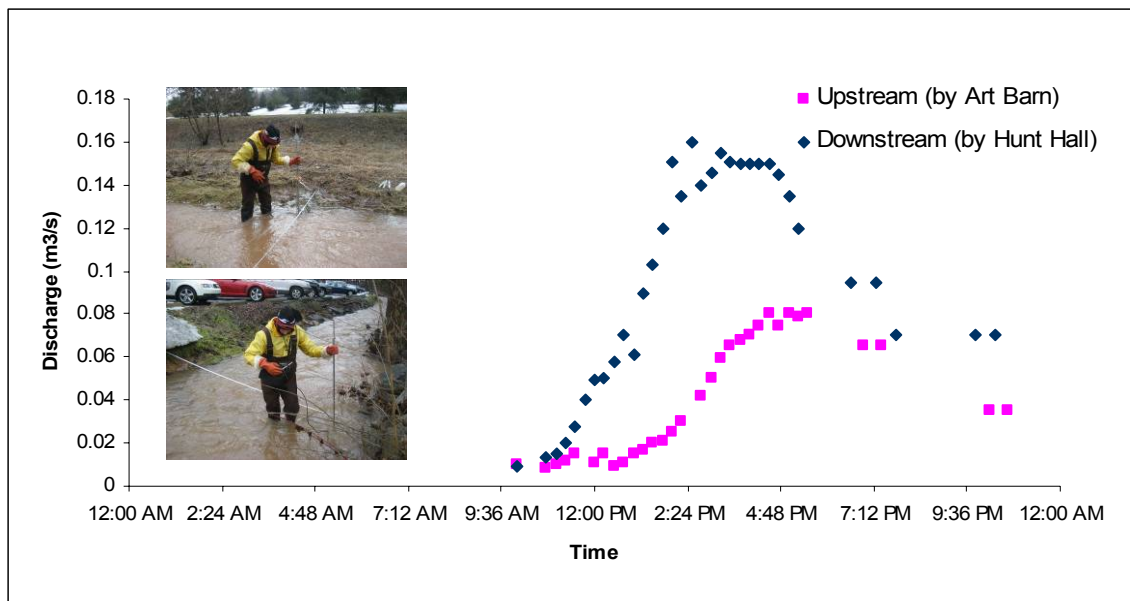 0.18
0.16
0.14
0.12
0.1
0.08
0.06
0.04
0.02
0
Discharge (m3/s)
Upstream (by Art Barn)
Downstream (by Hunt Hall)
12:00 AM 2:24 AM 4:48 AM 7:12 AM 9:36 AM 12:00 PM 2:24 PM 4:48 PM 7:12 PM 9:36 PM 12:00 AM
Time